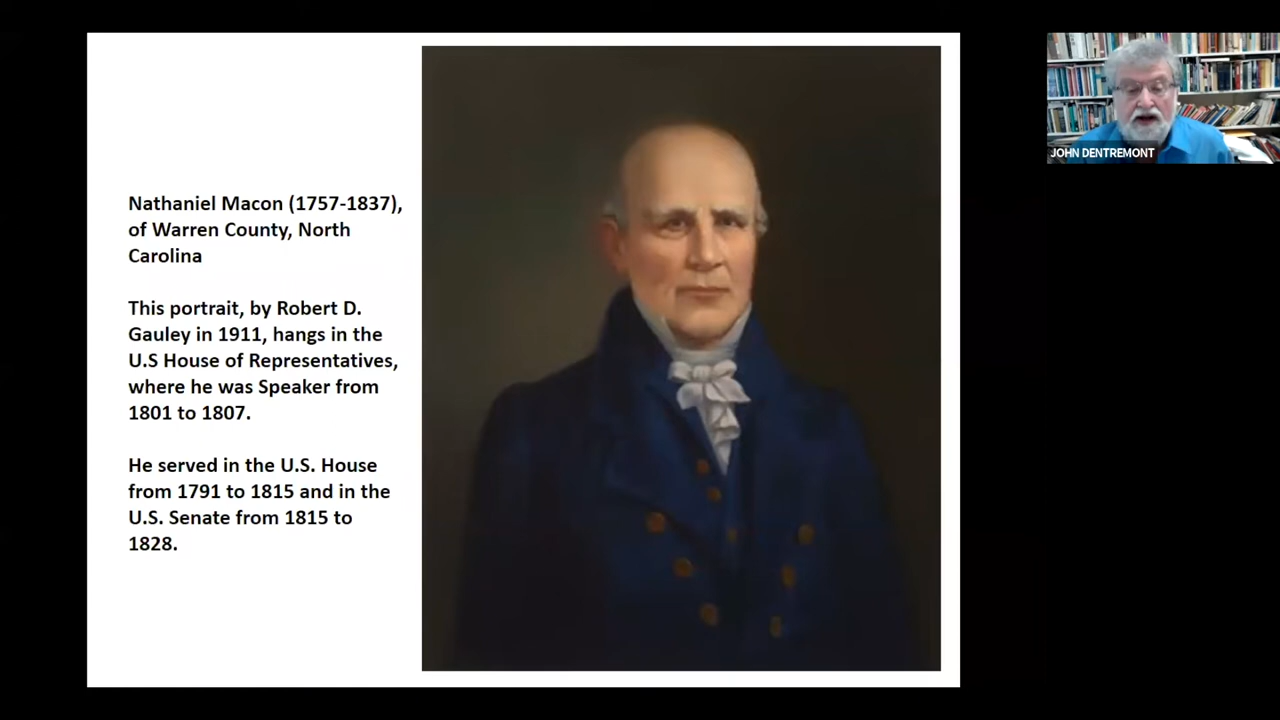 Nathaniel Macon (1757-1837),
of Warren County, North
Carolina
This portrait, by Robert D.
Gauley in 1911, hangs in the
U.S House of Representatives,
where he was Speaker from
1801 to 1807.
He served in the U.S. House
from 1791 to 1815 and in the
U.S. Senate from 1815 to
1828.
JOHN DENTREMONT